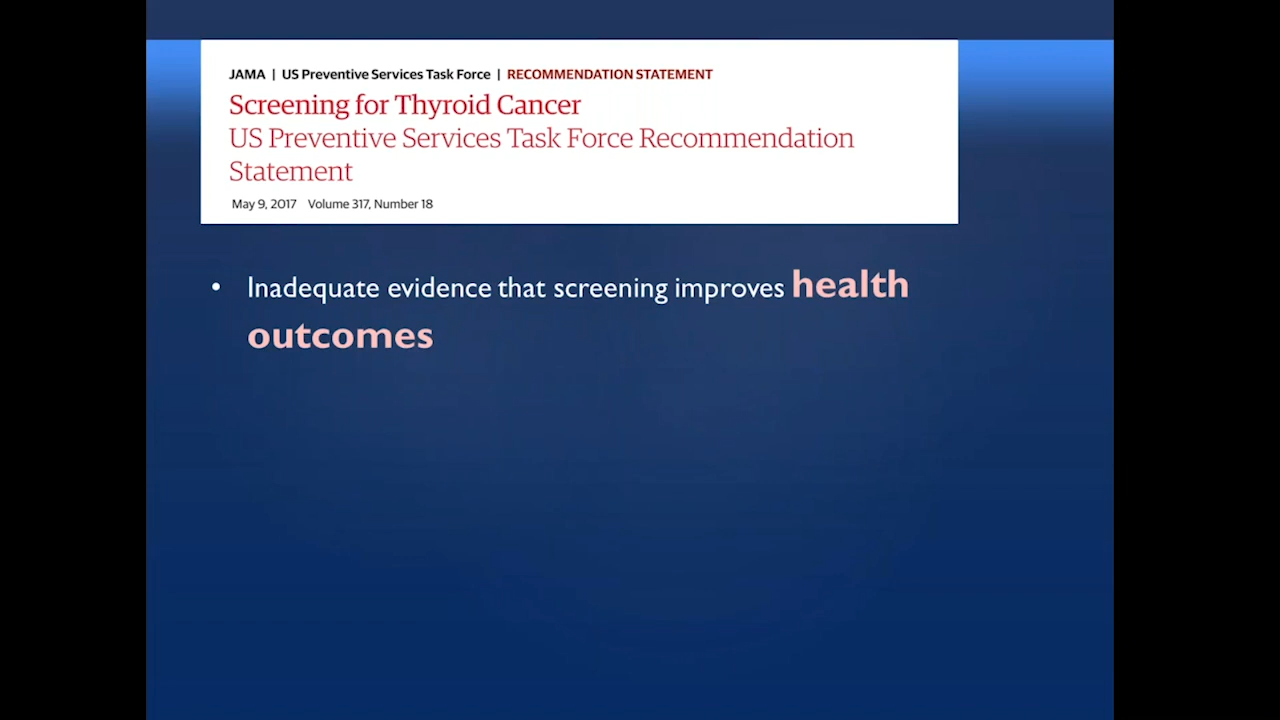 JAMA | US Preventive Services Task Force | RECOMMENDATION STATEMENT
Screening for Thyroid Cancer
US Preventive Services Task Force Recommendation
Statement
May 9, 2017 Volume 317, Number 18
• Inadequate evidence that screening improves health
outcomes